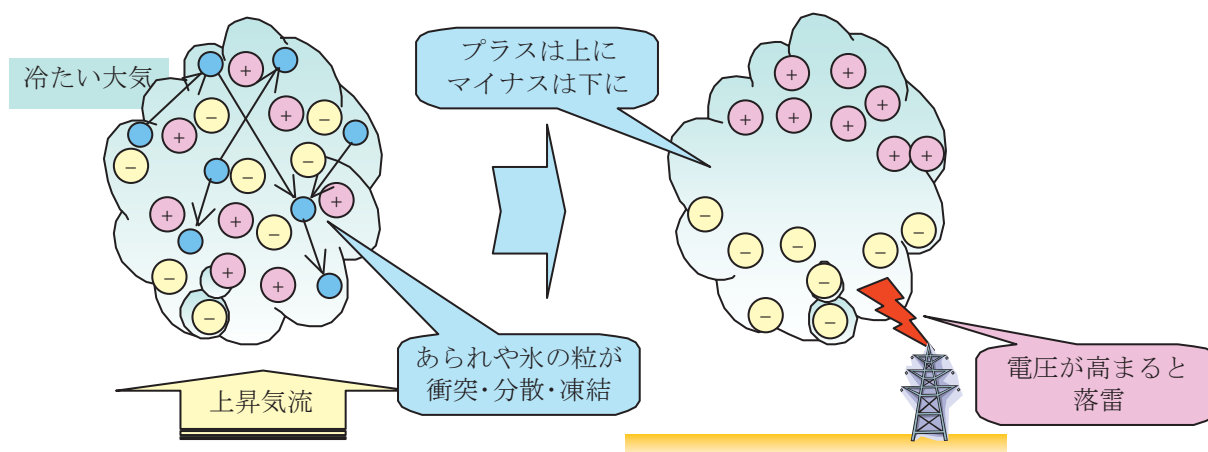 冷たい大気
プラスは上に
マイナスは下に
あられや氷の粒が
衝突・分散・凍結
上昇気流
電圧が高まると
落雷